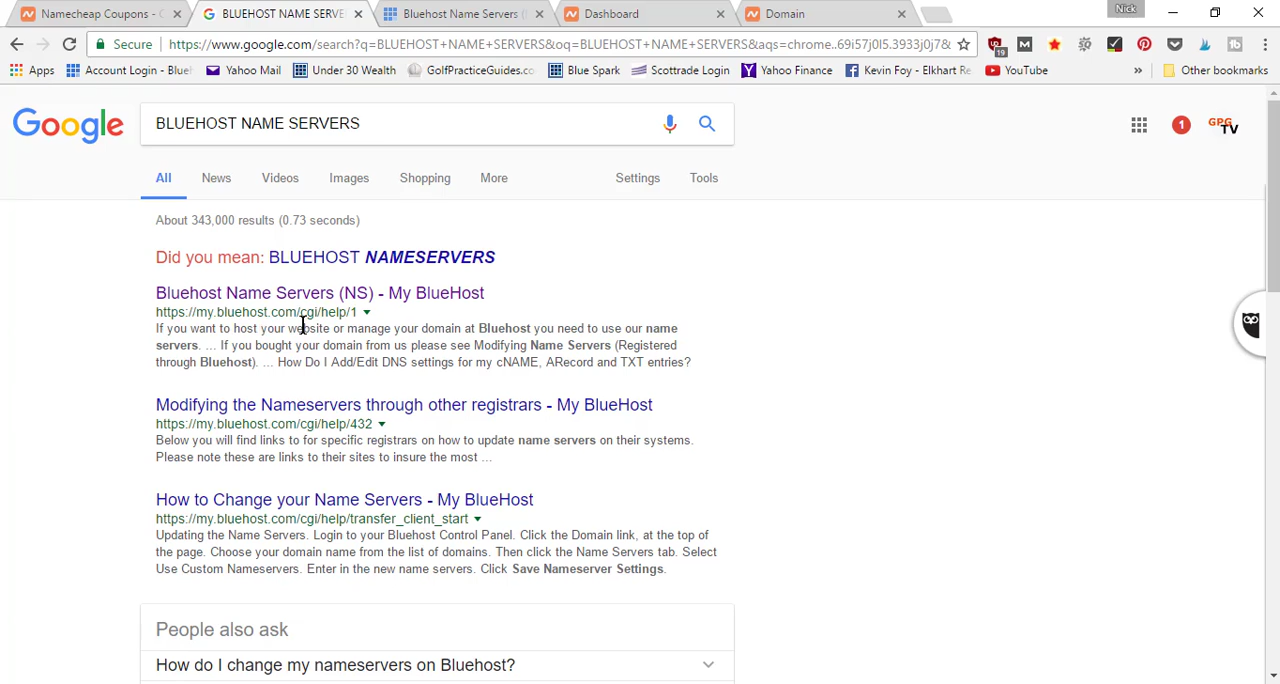 Namecheap Coupons - C
BLUEHOST NAME SERVE
Bluehost Name Servers (
Dashboard
Domain
Nick
Secure
https://www.google.com/search?q=BLUEHOST+NAME+SERVERS&oq=BLUEHOST+NAME+SERVERS&aqs=chrome..69i57j0l5.3933j0j7&
19
Apps
Account Login - Blue
Yahoo Mail
Under 30 Wealth
GolfPracticeGuides.co
Blue Spark
Scottrade Login
Yahoo Finance
Kevin Foy - Elkhart Re
YouTube
»
Other bookmarks
Google
BLUEHOST NAME SERVERS
1
GPG
TV
All
News
Videos
Images
Shopping
More
Settings
Tools
About 343,000 results (0.73 seconds)
Did you mean: BLUEHOST NAMESERVERS
Bluehost Name Servers (NS) - My BlueHost
https://my.bluehost.com/cgi/help/1
If you want to host your website or manage your domain at Bluehost you need to use our name
servers. ... If you bought your domain from us please see Modifying Name Servers (Registered
through Bluehost). ... How Do I Add/Edit DNS settings for my cNAME, ARecord and TXT entries?
Modifying the Nameservers through other registrars - My BlueHost
https://my.bluehost.com/cgi/help/432
Below you will find links to for specific registrars on how to update name servers on their systems.
Please note these are links to their sites to insure the most ...
How to Change your Name Servers - My BlueHost
https://my.bluehost.com/cgi/help/transfer_client_start
Updating the Name Servers. Login to your Bluehost Control Panel. Click the Domain link, at the top of
the page. Choose your domain name from the list of domains. Then click the Name Servers tab. Select
Use Custom Nameservers. Enter in the new name servers. Click Save Nameserver Settings.
People also ask
How do I change my nameservers on Bluehost?